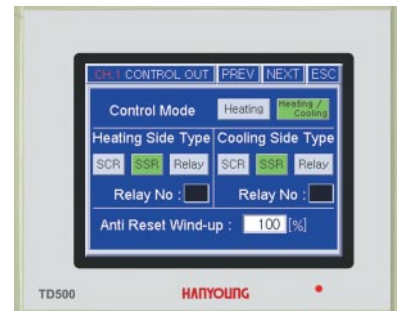 CH.1 CONTROL OUT PREV NEXT ESC
Control Mode Heating Heating / Cooling
Heating Side Type Cooling Side Type
SCR SSR Relay SCR SSR Relay
Relay No : Relay No :
Anti Reset Wind-up : 100 [%]
TD500 HANYOUNG